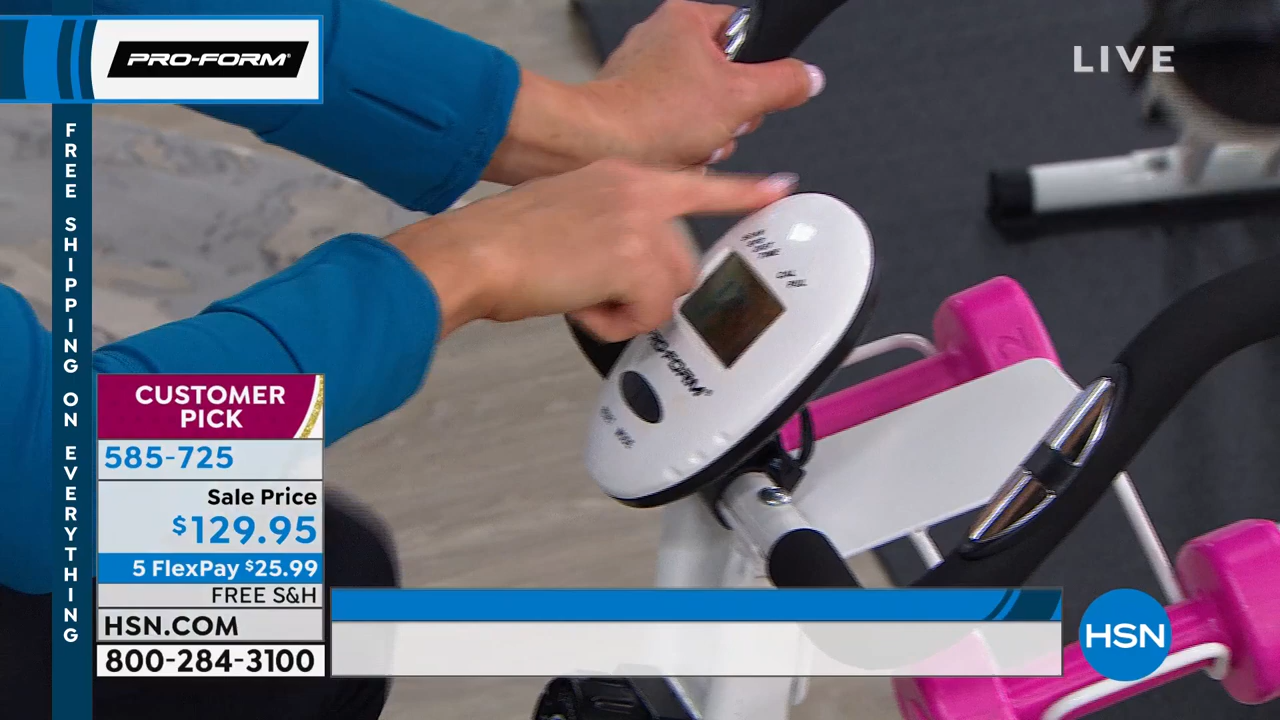 PRO-FORM®
LIVE
FREE SHIPPING ON EVERYTHING
CUSTOMER
PICK
585-725
Sale Price
$129.95
5 FlexPay $25.99
FREE S&H
HSN.COM
800-284-3100
PRO-FORM®
2
HSN